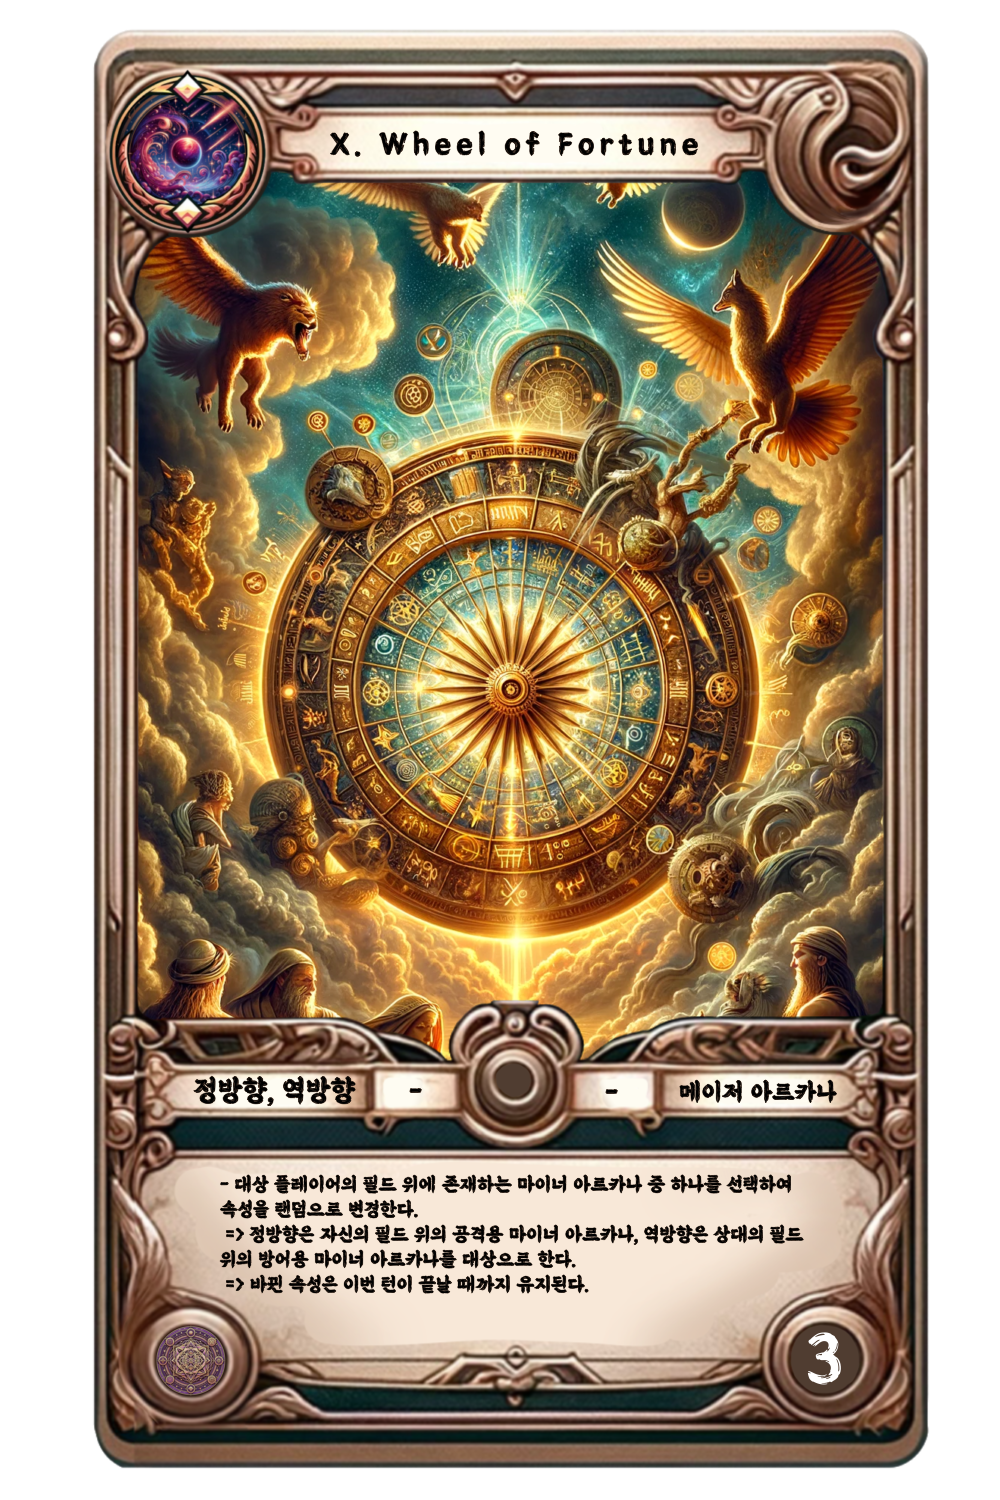 X. Wheel of Fortune
정방향, 역방향
-
-
메이저 아르카나
- 대상 플레이어의 필드 위에 존재하는 마이너 아르카나 중 하나를 선택하여
속성을 랜덤으로 변경한다.
=> 정방향은 자신의 필드 위의 공격용 마이너 아르카나, 역방향은 상대의 필드
위의 방어용 마이너 아르카나를 대상으로 한다.
=> 바뀐 속성은 이번 턴이 끝날 때까지 유지된다.
3